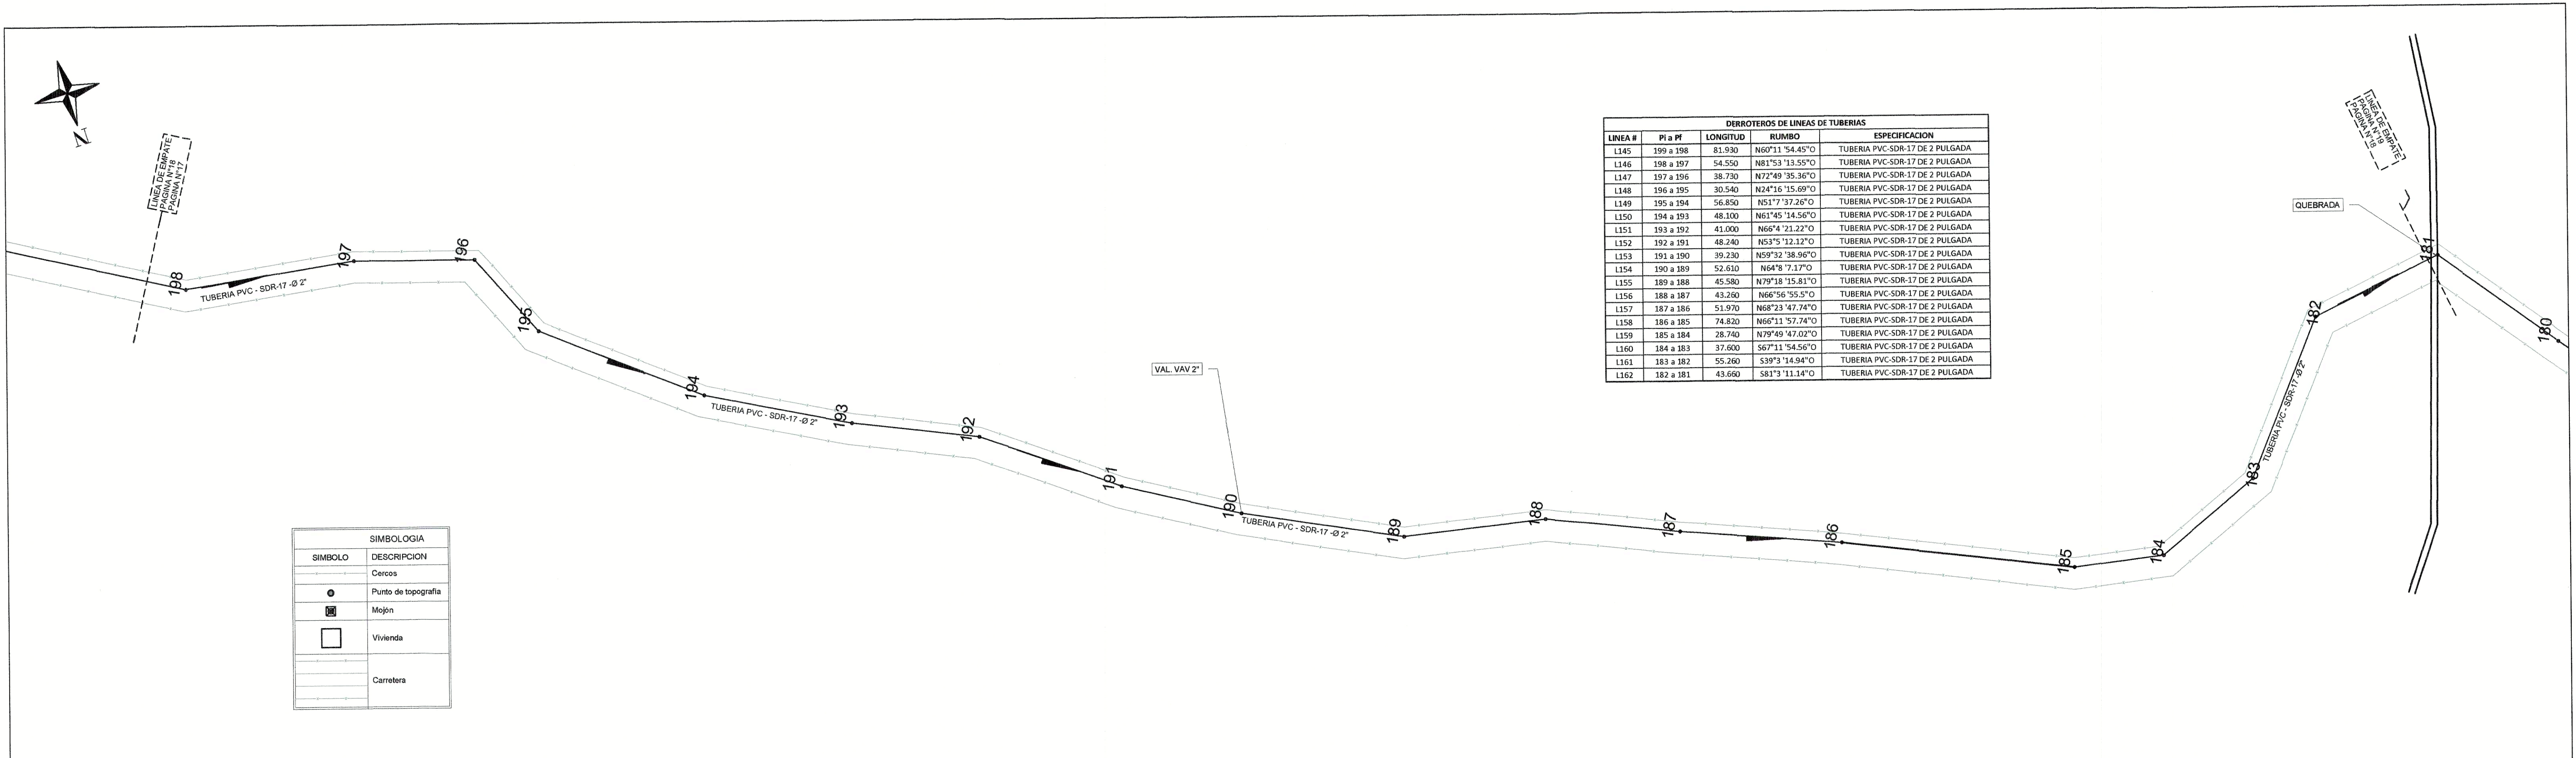 N
LINEA DE EMPATE
PAGINA N°18
PAGINA N°17
198
197
196
195
194
193
192
191
190
189
188
187
186
185
184
183
182
181
180
TUBERIA PVC - SDR-17 -Ø 2"
TUBERIA PVC - SDR-17 -Ø 2"
TUBERIA PVC - SDR-17 -Ø 2"
TUBERIA PVC - SDR-17 -Ø 2"
VAL. VAV 2"
QUEBRADA
LINEA DE EMPATE
PAGINA N°19
PAGINA N°18
DERROTEROS DE LINEAS DE TUBERIAS
LINEA # Pi a Pf LONGITUD RUMBO ESPECIFICACION
L145 199 a 198 81.930 N60°11 '54.45"O TUBERIA PVC-SDR-17 DE 2 PULGADA
L146 198 a 197 54.550 N81°53 '13.55"O TUBERIA PVC-SDR-17 DE 2 PULGADA
L147 197 a 196 38.730 N72°49 '35.36"O TUBERIA PVC-SDR-17 DE 2 PULGADA
L148 196 a 195 30.540 N24°16 '15.69"O TUBERIA PVC-SDR-17 DE 2 PULGADA
L149 195 a 194 56.850 N51°7 '37.26"O TUBERIA PVC-SDR-17 DE 2 PULGADA
L150 194 a 193 48.100 N61°45 '14.56"O TUBERIA PVC-SDR-17 DE 2 PULGADA
L151 193 a 192 41.000 N66°4 '21.22"O TUBERIA PVC-SDR-17 DE 2 PULGADA
L152 192 a 191 48.240 N53°5 '12.12"O TUBERIA PVC-SDR-17 DE 2 PULGADA
L153 191 a 190 39.230 N59°32 '38.96"O TUBERIA PVC-SDR-17 DE 2 PULGADA
L154 190 a 189 52.610 N64°8 '7.17"O TUBERIA PVC-SDR-17 DE 2 PULGADA
L155 189 a 188 45.580 N79°18 '15.81"O TUBERIA PVC-SDR-17 DE 2 PULGADA
L156 188 a 187 43.260 N66°56 '55.5"O TUBERIA PVC-SDR-17 DE 2 PULGADA
L157 187 a 186 51.970 N68°23 '47.74"O TUBERIA PVC-SDR-17 DE 2 PULGADA
L158 186 a 185 74.820 N66°11 '57.74"O TUBERIA PVC-SDR-17 DE 2 PULGADA
L159 185 a 184 28.740 N79°49 '47.02"O TUBERIA PVC-SDR-17 DE 2 PULGADA
L160 184 a 183 37.600 S67°11 '54.56"O TUBERIA PVC-SDR-17 DE 2 PULGADA
L161 183 a 182 55.260 S39°3 '14.94"O TUBERIA PVC-SDR-17 DE 2 PULGADA
L162 182 a 181 43.660 S81°3 '11.14"O TUBERIA PVC-SDR-17 DE 2 PULGADA
SIMBOLOGIA
SIMBOLO DESCRIPCION
Cercos
Punto de topografía
Mojón
Vivienda
Carretera